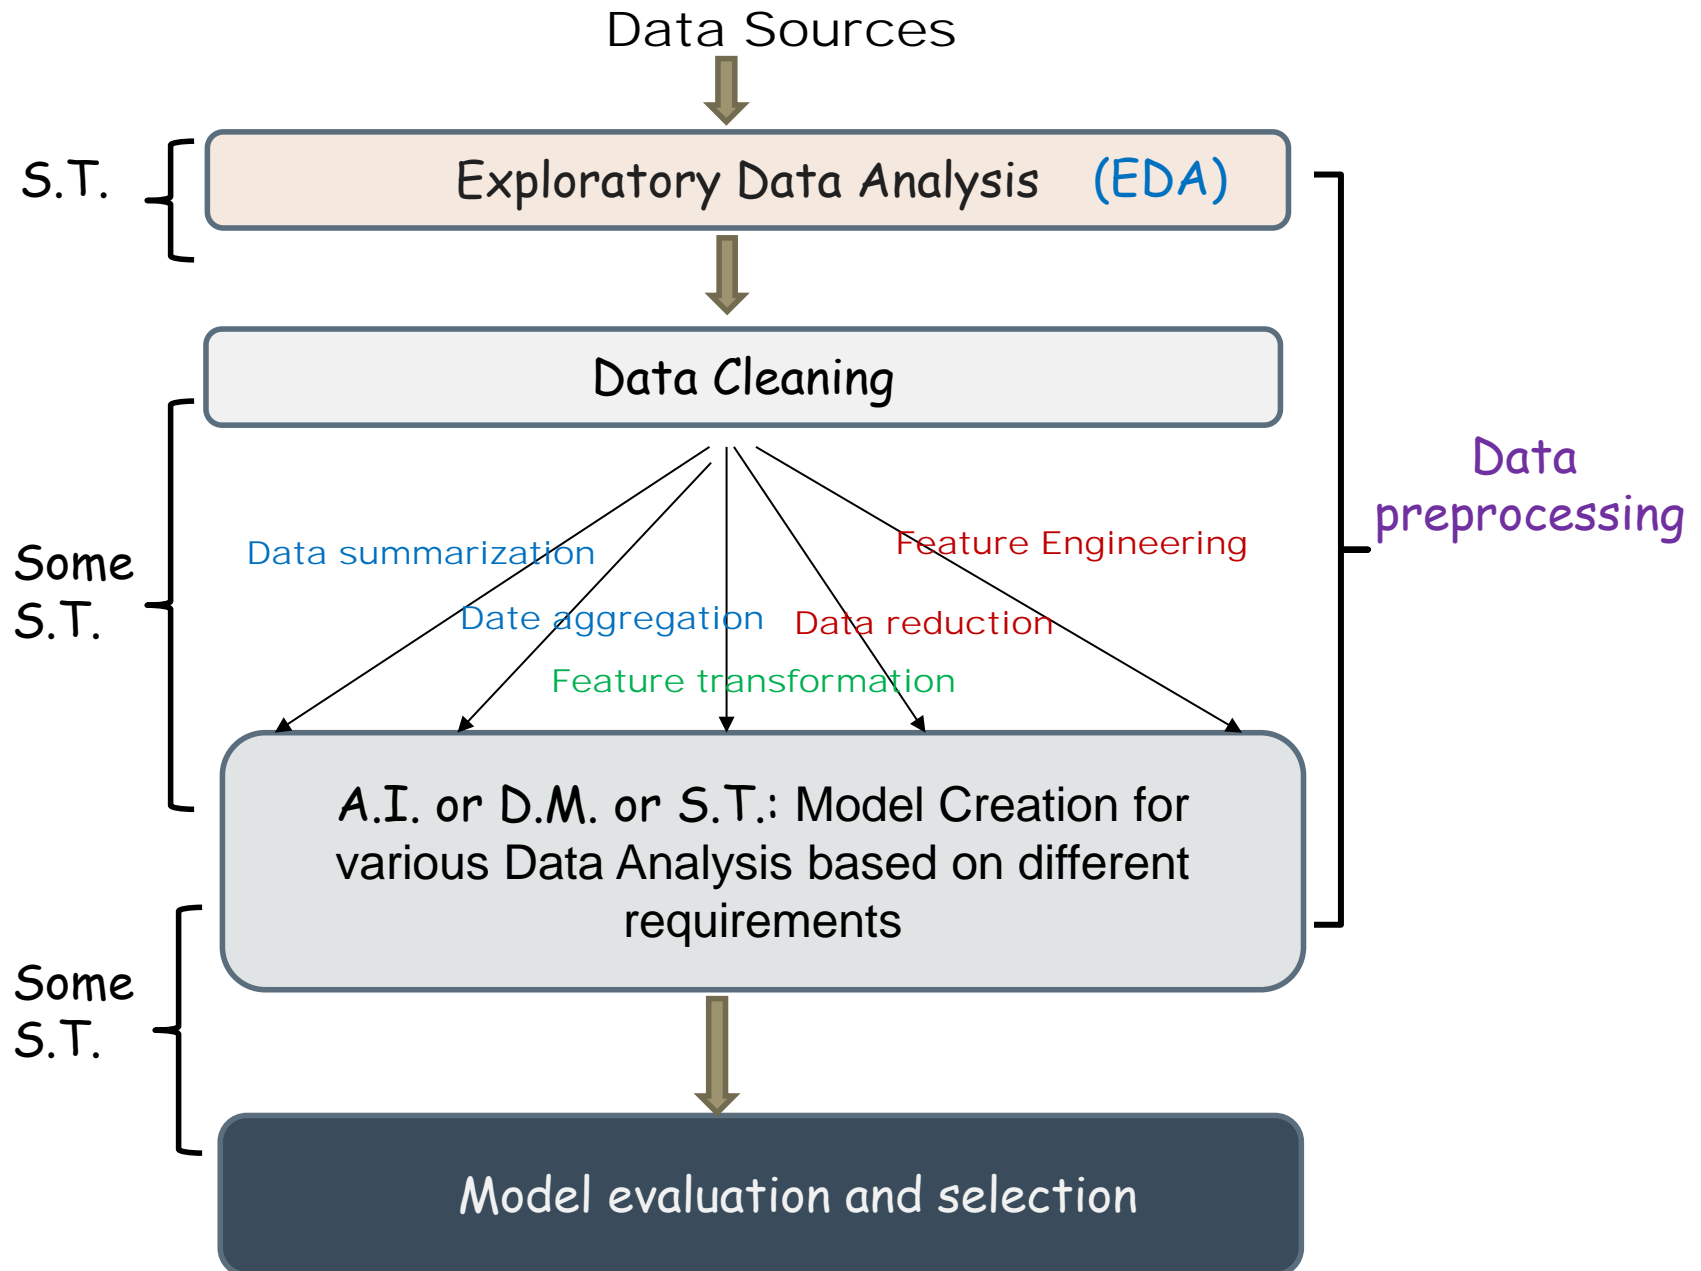 Data Sources
S.T.
Exploratory Data Analysis (EDA)
Data Cleaning
Data
preprocessing
Some
S.T.
Data summarization
Feature Engineering
Date aggregation
Data reduction
Feature transformation
A.I. or D.M. or S.T.: Model Creation for
various Data Analysis based on different
requirements
Some
S.T.
Model evaluation and selection